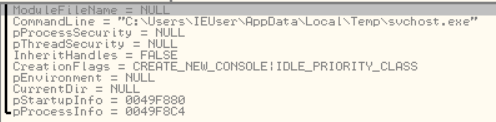 ModuleFileName = NULL
CommandLine = "C:\Users\IEUser\AppData\Local\Temp\svchost.exe"
pProcessSecurity = NULL
pThreadSecurity = NULL
InheritHandles = FALSE
CreationFlags = CREATE_NEW_CONSOLE|IDLE_PRIORITY_CLASS
pEnvironment = NULL
CurrentDir = NULL
pStartupInfo = 0049F880
pProcessInfo = 0049F8C4